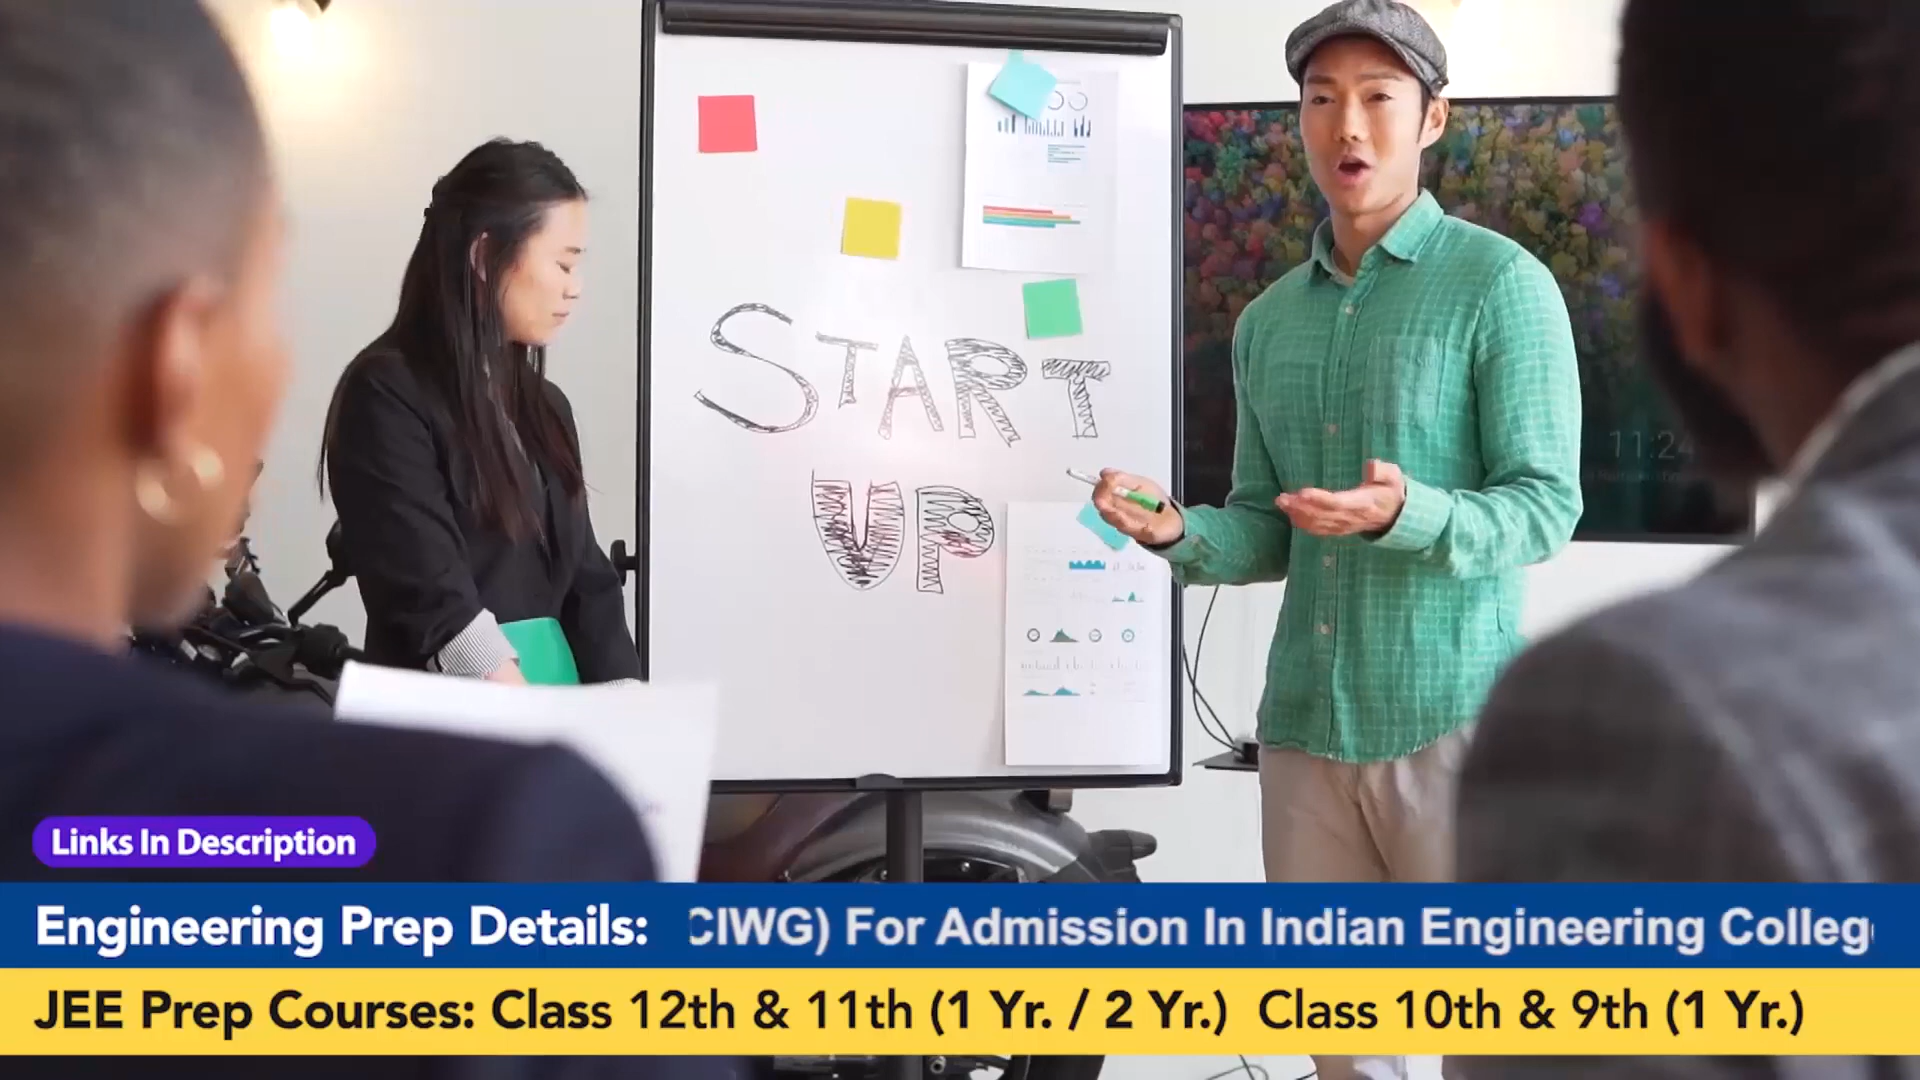 START
UP
11:24
Links In Description
Engineering Prep Details: CIWG) For Admission In Indian Engineering Colleg
JEE Prep Courses: Class 12th & 11th (1 Yr. / 2 Yr.) Class 10th & 9th (1 Yr.)